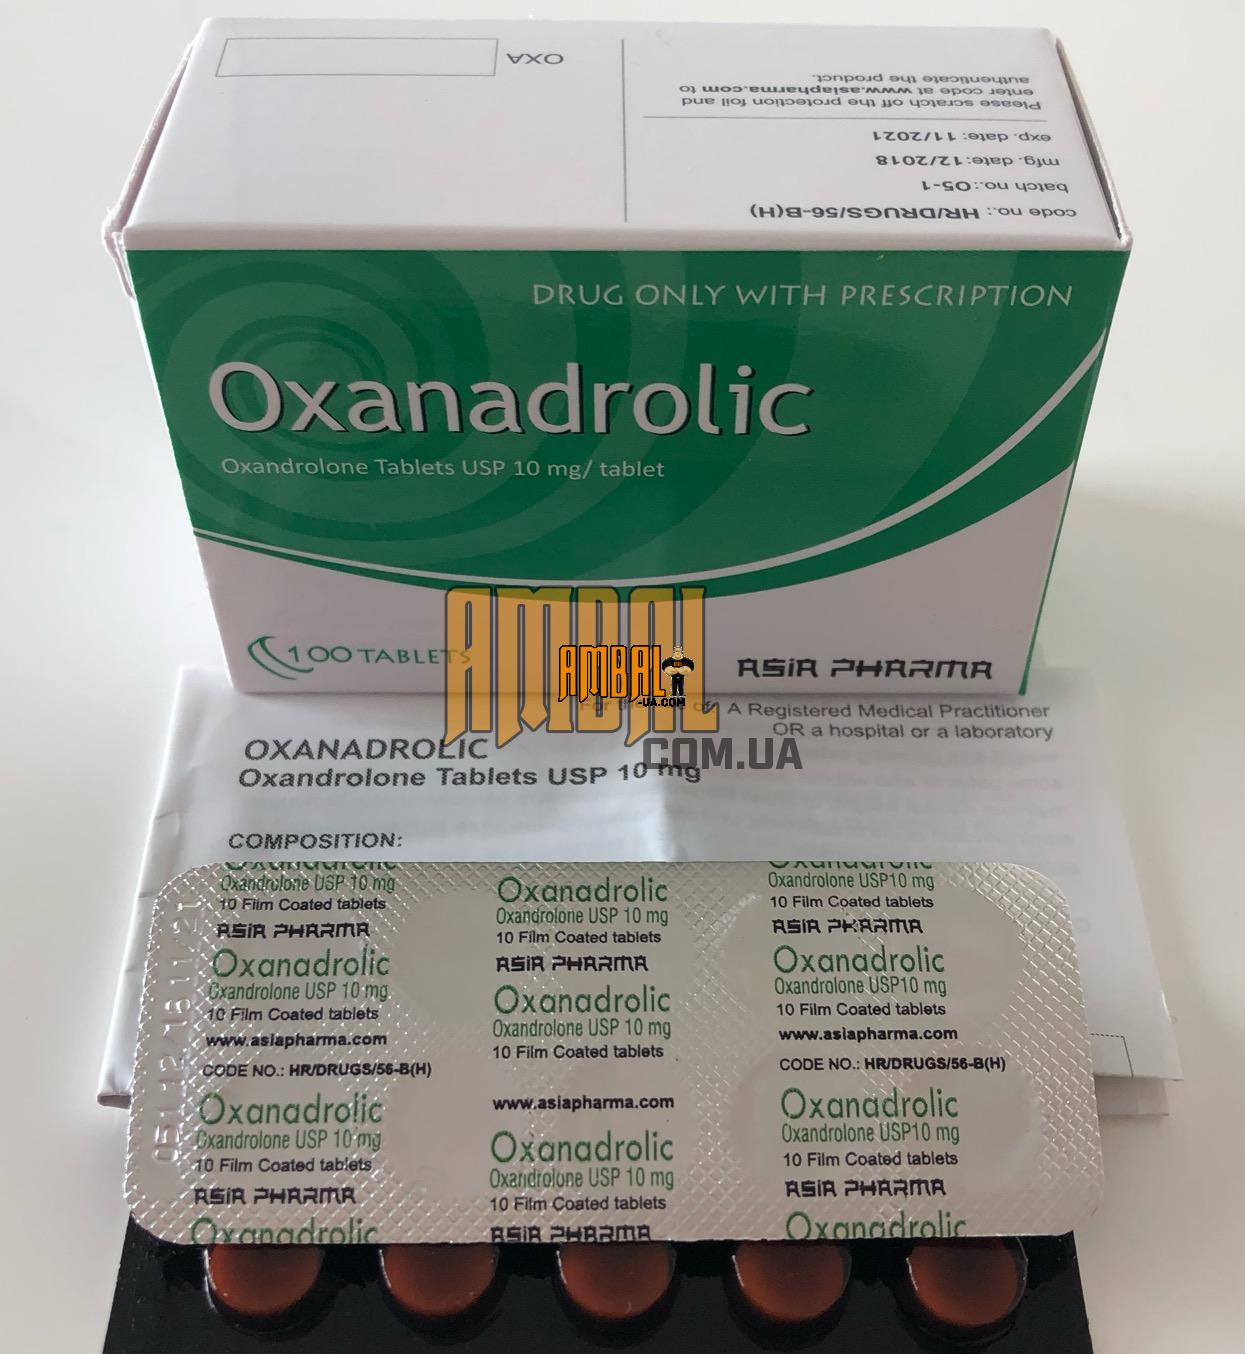 OXA
Please scratch off the protection foil and
enter code at www.asiapharma.com to
authenticate the product.
code no.: HR/DRUGS/56-B(H)
batch no.: O5-1
mfg. date: 12/2018
exp. date: 11/2021
DRUG ONLY WITH PRESCRIPTION
Oxanadrolic
Oxandrolone Tablets USP 10 mg/ tablet
100 TABLETS
ASiA PHARMA
AMBAL
COM.UA
AMBAL
-UA.COM
For the of A Registered Medical Practitioner
OR a hospital or a laboratory
OXANADROLIC
Oxandrolone Tablets USP 10 mg
COMPOSITION:
Oxanadrolic
Oxandrolone USP 10 mg
10 Film Coated tablets
ASiA PHARMA
Oxanadrolic
Oxandrolone USP 10 mg
10 Film Coated tablets
www.asiapharma.com
CODE NO.: HR/DRUGS/56-B(H)
Oxanadrolic
Oxandrolone USP 10 mg
10 Film Coated tablets
ASiA PHARMA
Oxanadrolic
Oxanadrolic
Oxandrolone USP 10 mg
10 Film Coated tablets
ASiA PHARMA
Oxanadrolic
Oxandrolone USP 10 mg
10 Film Coated tablets
www.asiapharma.com
Oxanadrolic
Oxandrolone USP 10 mg
10 Film Coated tablets
ASiA PHARMA
Oxanadrolic
Oxandrolone USP10 mg
10 Film Coated tablets
ASiA PHARMA
Oxanadrolic
Oxandrolone USP10 mg
10 Film Coated tablets
www.asiapharma.com
CODE NO.: HR/DRUGS/56-B(H)
Oxanadrolic
Oxandrolone USP10 mg
10 Film Coated tablets
ASiA PHARMA
Oxanadrolic